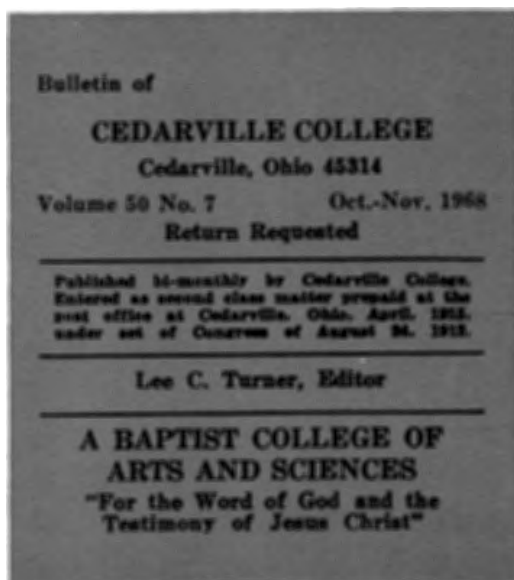 Bulletin of
CEDARVILLE COLLEGE
Cedarville, Ohio 45314
Volume 50 No. 7 Oct.-Nov. 1968
Return Requested
Published bi-monthly by Cedarville College.
Entered as second class matter prepaid at the
post office at Cedarville, Ohio, April,
under act of Congress of August
Lee C. Turner, Editor
A BAPTIST COLLEGE OF
ARTS AND SCIENCES
"For the Word of God and the
Testimony of Jesus Christ"